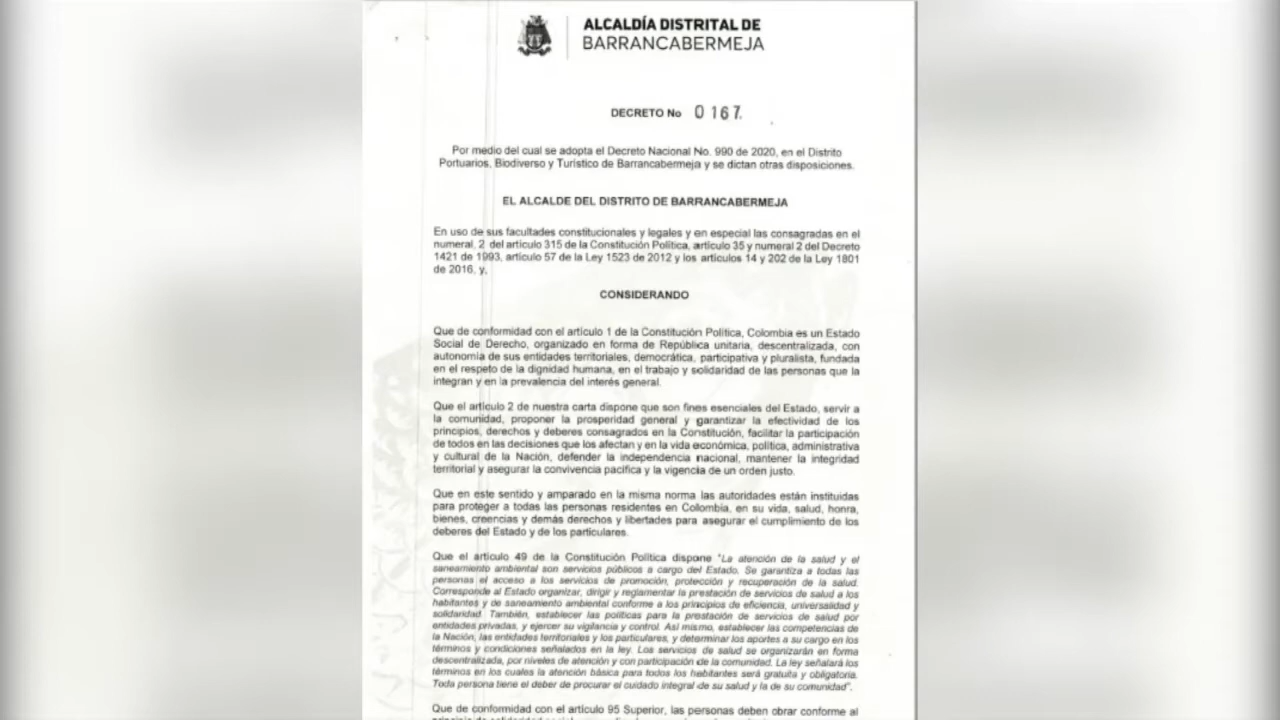 ALCALDÍA DISTRITAL DE
BARRANCABERMEJA
DECRETO No 0167.
Por medio del cual se adopta el Decreto Nacional No. 990 de 2020, en el Distrito
Portuarios, Biodiverso y Turístico de Barrancabermeja y se dictan otras disposiciones.
EL ALCALDE DEL DISTRITO DE BARRANCABERMEJA
En uso de sus facultades constitucionales y legales y en especial las consagradas en el
numeral. 2 del artículo 315 de la Constitución Política, artículo 35 y numeral 2 del Decreto
1421 de 1993, artículo 57 de la Ley 1523 de 2012 y los artículos 14 y 202 de la Ley 1801
de 2016, y,
CONSIDERANDO
Que de conformidad con el artículo 1 de la Constitución Política, Colombia es un Estado
Social de Derecho, organizado en forma de República unitaria, descentralizada, con
autonomía de sus entidades territoriales, democrática, participativa y pluralista, fundada
en el respeto de la dignidad humana, en el trabajo y solidaridad de las personas que la
integran y en la prevalencia del interés general.
Que el artículo 2 de nuestra carta dispone que son fines esenciales del Estado, servir a
la comunidad, proponer la prosperidad general y garantizar la efectividad de los
principios, derechos y deberes consagrados en la Constitución, facilitar la participación
de todos en las decisiones que los afectan y en la vida económica, política, administrativa
y cultural de la Nación, defender la independencia nacional, mantener la integridad
territorial y asegurar la convivencia pacífica y la vigencia de un orden justo.
Que en este sentido y amparado en la misma norma las autoridades están instituidas
para proteger a todas las personas residentes en Colombia, en su vida, salud, honra,
bienes, creencias y demás derechos y libertades para asegurar el cumplimiento de los
deberes del Estado y de los particulares.
Que el artículo 49 de la Constitución Política dispone "La atención de la salud y el
saneamiento ambiental son servicios públicos a cargo del Estado. Se garantiza a todas las
personas el acceso a los servicios de promoción, protección y recuperación de la salud.
Corresponde al Estado organizar, dirigir y reglamentar la prestación de servicios de salud a los
habitantes y de saneamiento ambiental conforme a los principios de eficiencia, universalidad y
solidaridad. También, establecer las políticas para la prestación de servicios de salud por
entidades privadas, y ejercer su vigilancia y control. Así mismo, establecer las competencias de
la Nación, las entidades territoriales y los particulares, y determinar los aportes a su cargo en los
términos y condiciones señalados en la ley. Los servicios de salud se organizarán en forma
descentralizada, por niveles de atención y con participación de la comunidad. La ley señalará los
términos en los cuales la atención básica para todos los habitantes será gratuita y obligatoria.
Toda persona tiene el deber de procurar el cuidado integral de su salud y la de su comunidad".
Que de conformidad con el artículo 95 Superior, las personas deben obrar conforme al